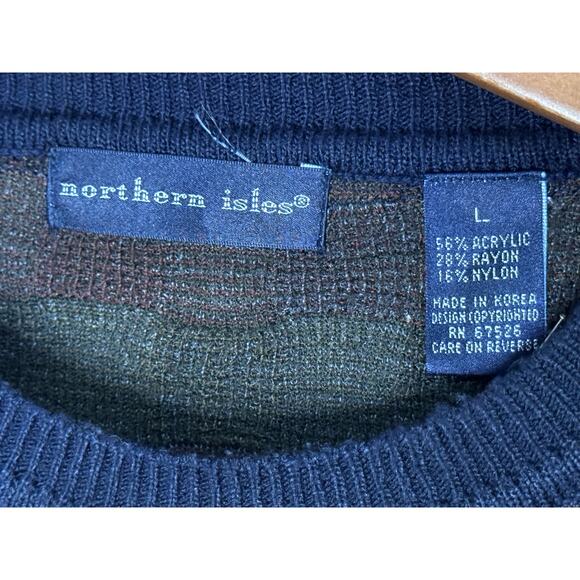 northern isles®
L
56% ACRYLIC
28% RAYON
16% NYLON
MADE IN KOREA
DESIGN COPYRIGHTED
RN 67526
CARE ON REVERSE